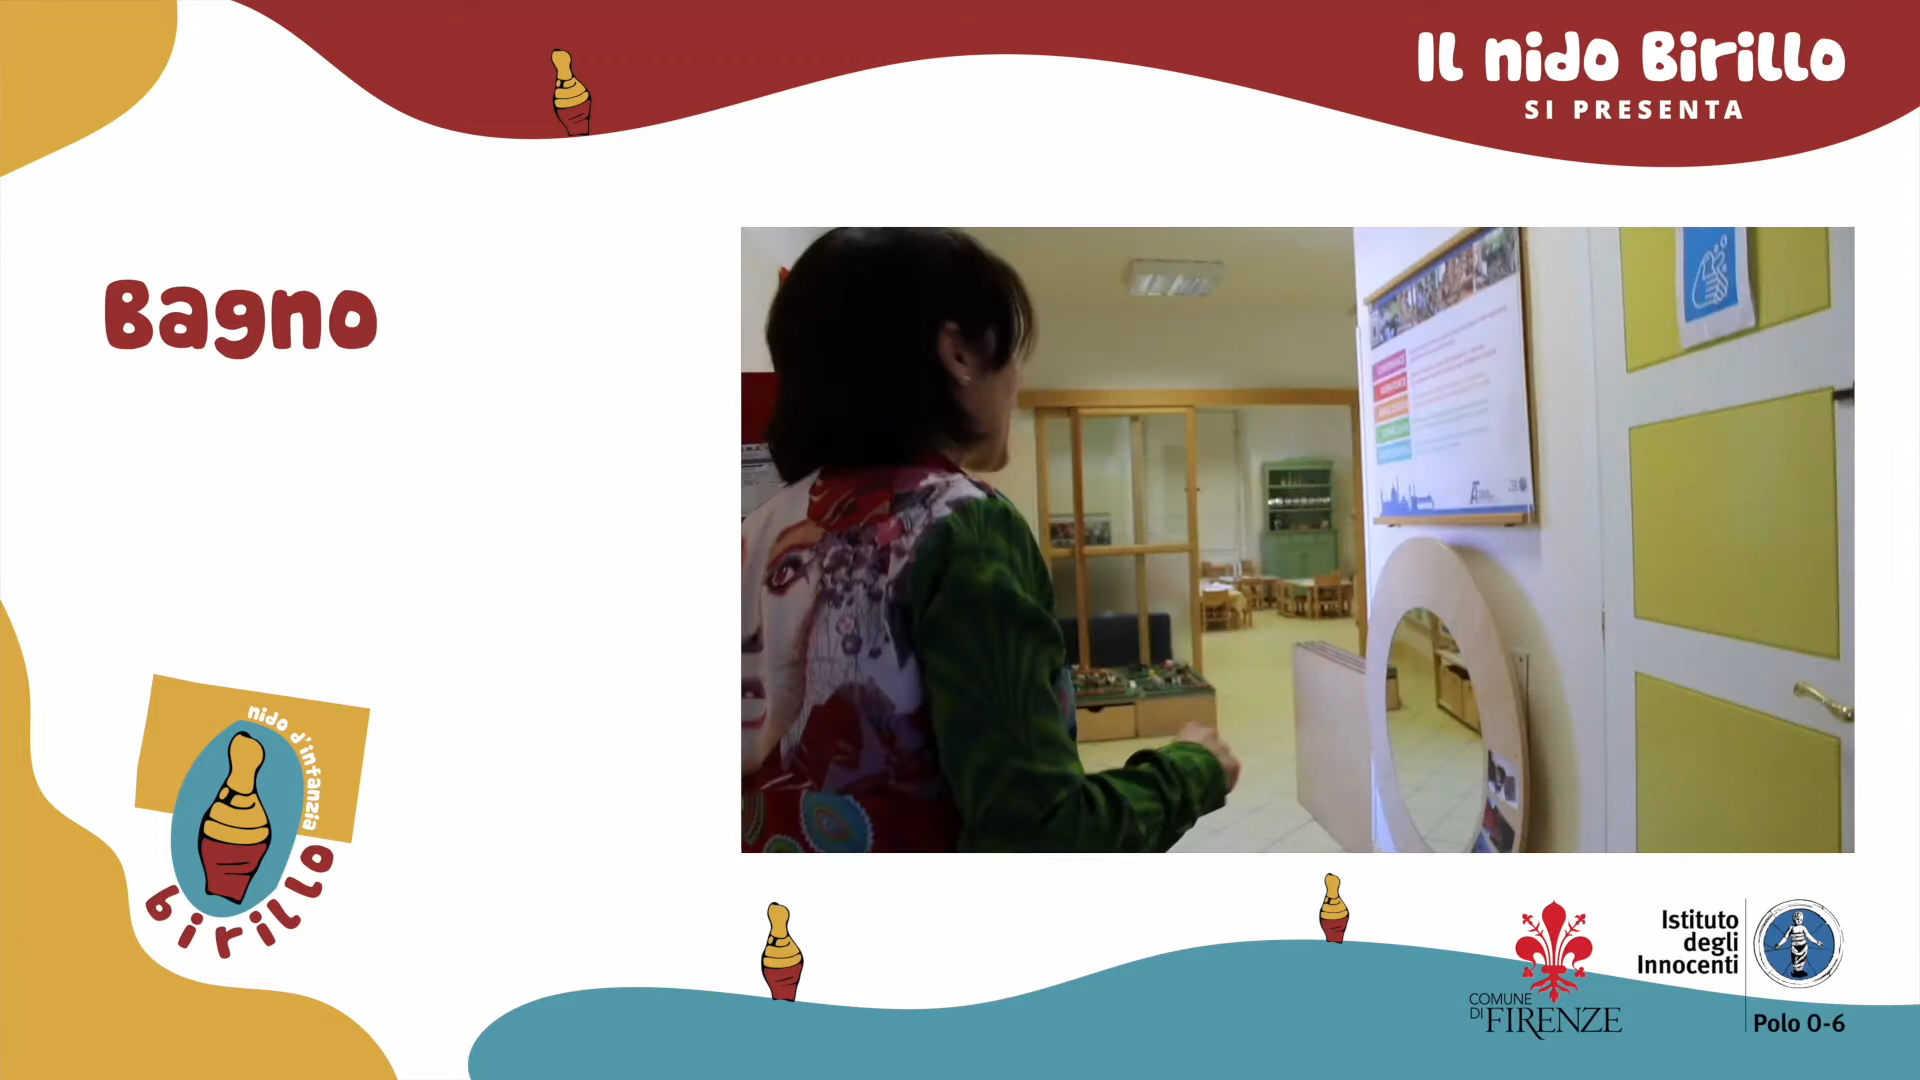 Il nido Birillo
SI PRESENTA
Bagno
nido d'infanzia
birillo
COMUNE
DI FIRENZE
Istituto
degli
Innocenti
Polo 0-6